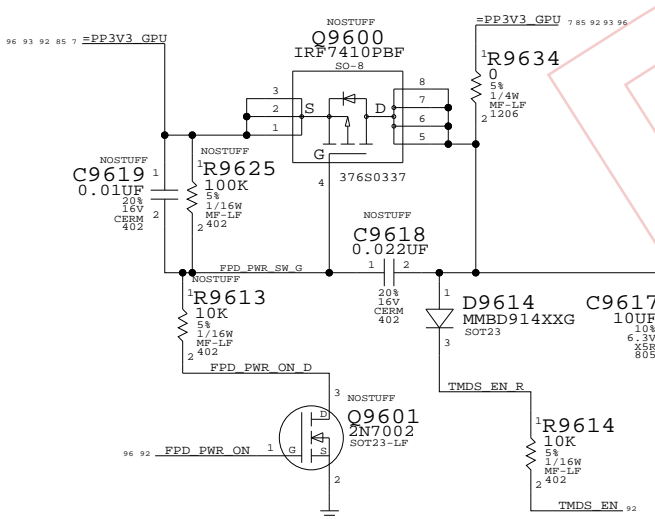 96 93 92 85 7 =PP3V3_GPU
NOSTUFF
Q9600
IRF7410PBF
SO-8
3
2
1
S
D
G
8
7
6
5
4
376S0337
=PP3V3_GPU 7 85 92 93 96
1
R9634
0
5%
1/4W
MF-LF
1206
2
NOSTUFF
C9619
0.01UF
20%
16V
CERM
402
1
2
NOSTUFF
1
R9625
100K
5%
1/16W
MF-LF
402
2
NOSTUFF
C9618
0.022UF
1
2
20%
16V
CERM
402
FPD_PWR_SW_G
NOSTUFF
1
R9613
10K
5%
1/16W
MF-LF
402
2
FPD_PWR_ON_D
1
D9614
MMBD914XXG
SOT23
3
C9617
10UF
10%
6.3V
X5R
805
TMDS_EN_R
3
NOSTUFF
Q9601
2N7002
SOT23-LF
D
G
S
1
2
96 92 FPD_PWR_ON
1
R9614
10K
5%
1/16W
MF-LF
402
2
TMDS_EN 92